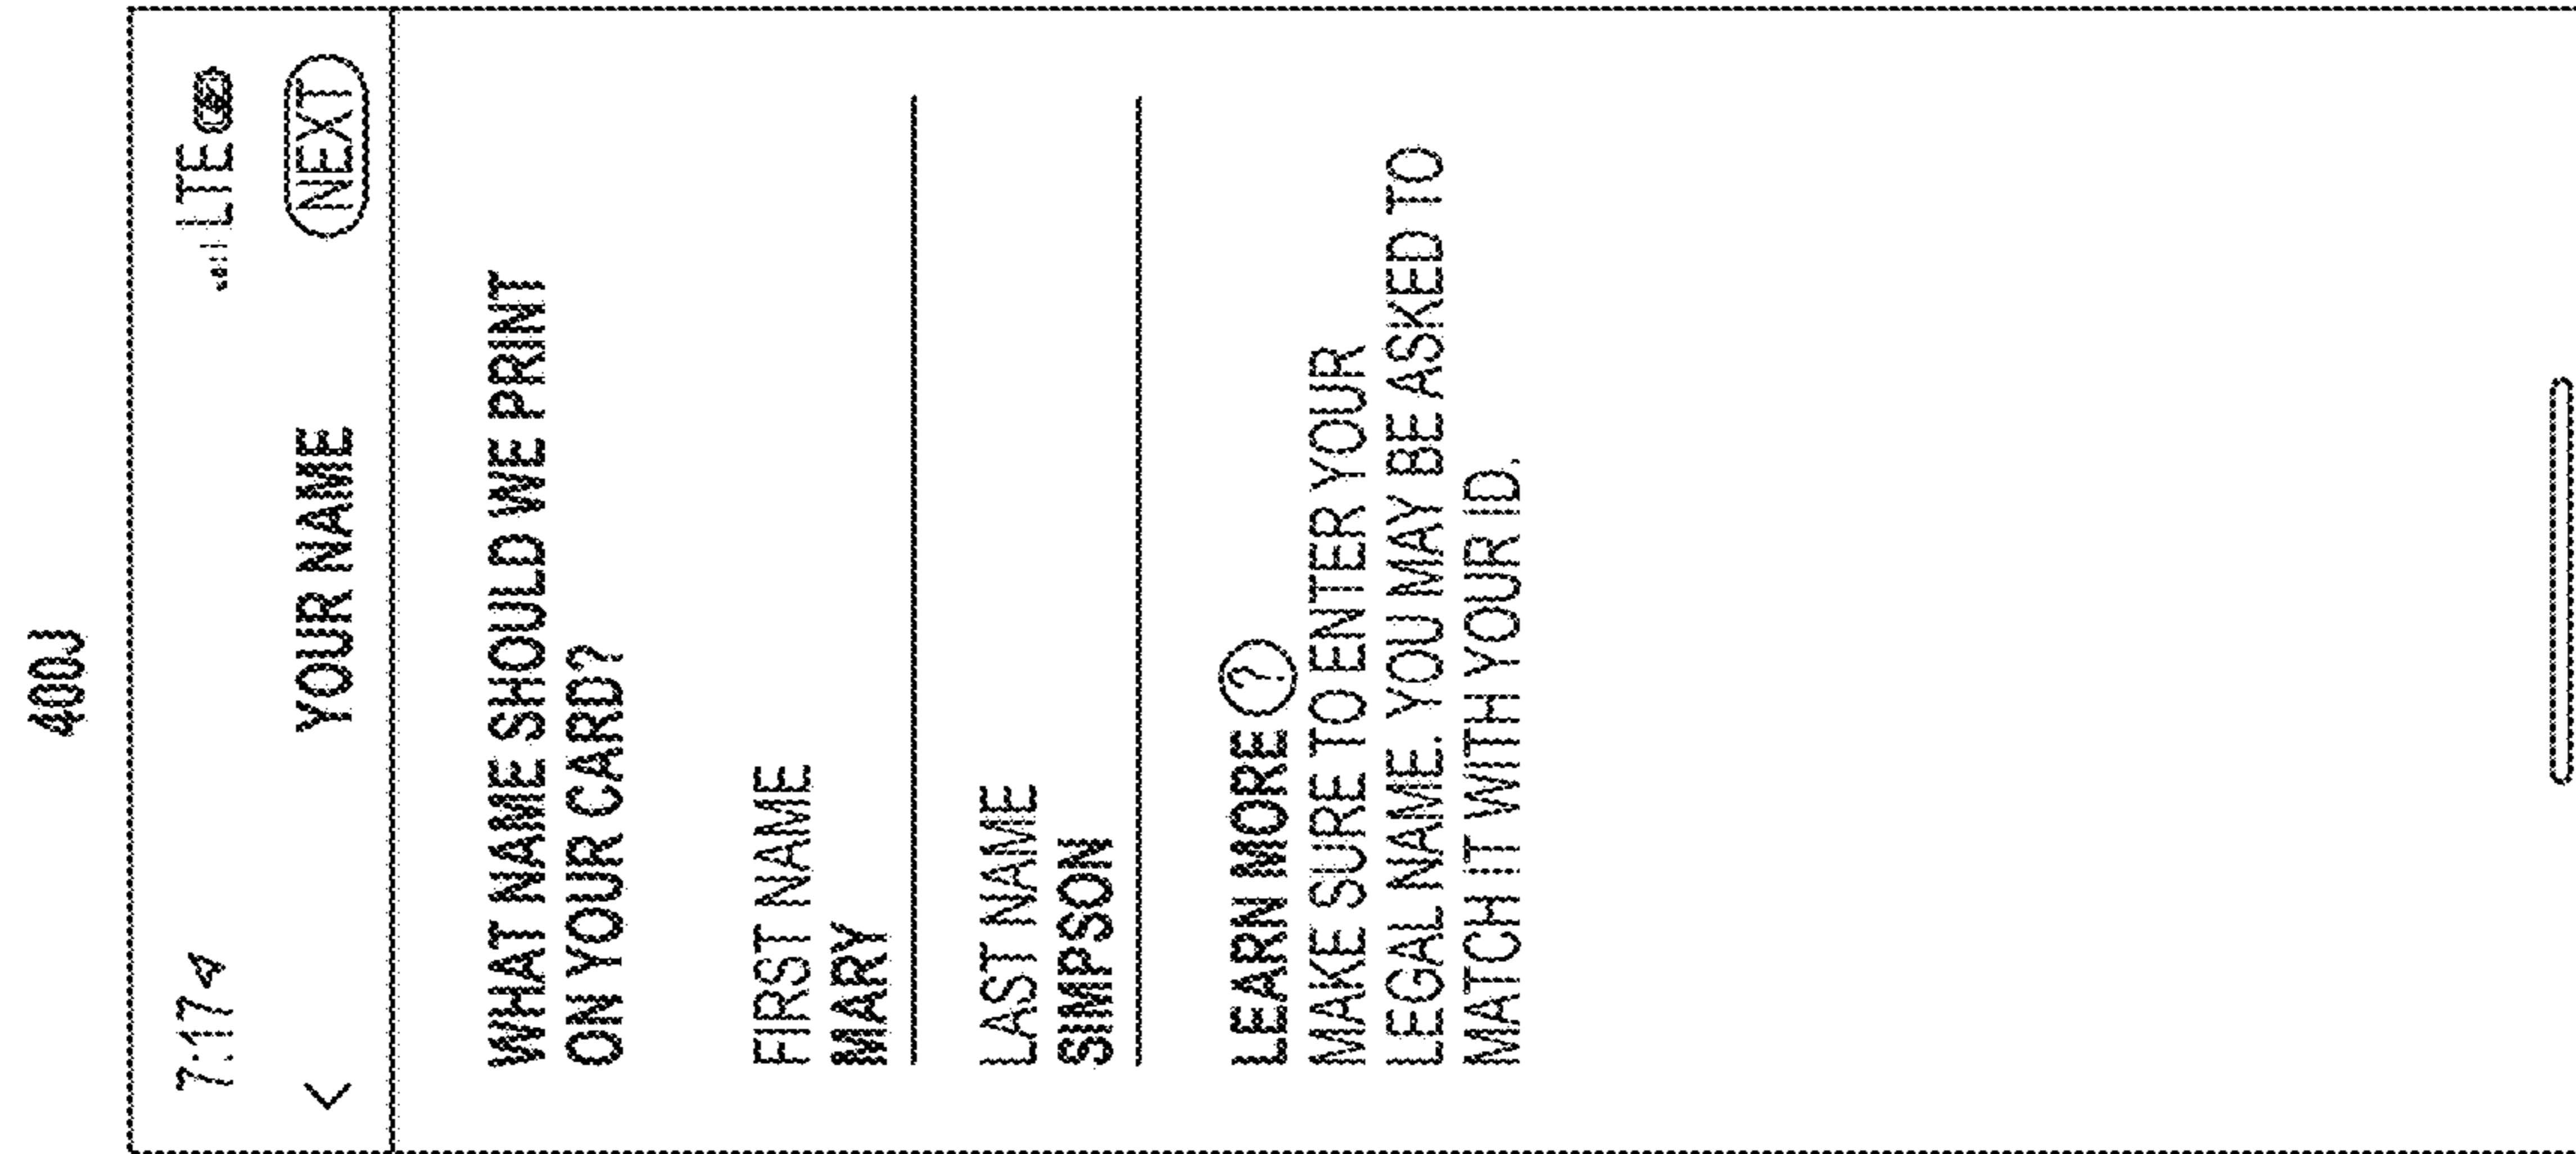 400J
7:17 LTE
< YOUR NAME NEXT
WHAT NAME SHOULD WE PRINT
ON YOUR CARD?
FIRST NAME
MARY
LAST NAME
SIMPSON
LEARN MORE ?
MAKE SURE TO ENTER YOUR
LEGAL NAME. YOU MAY BE ASKED TO
MATCH IT WITH YOUR ID.